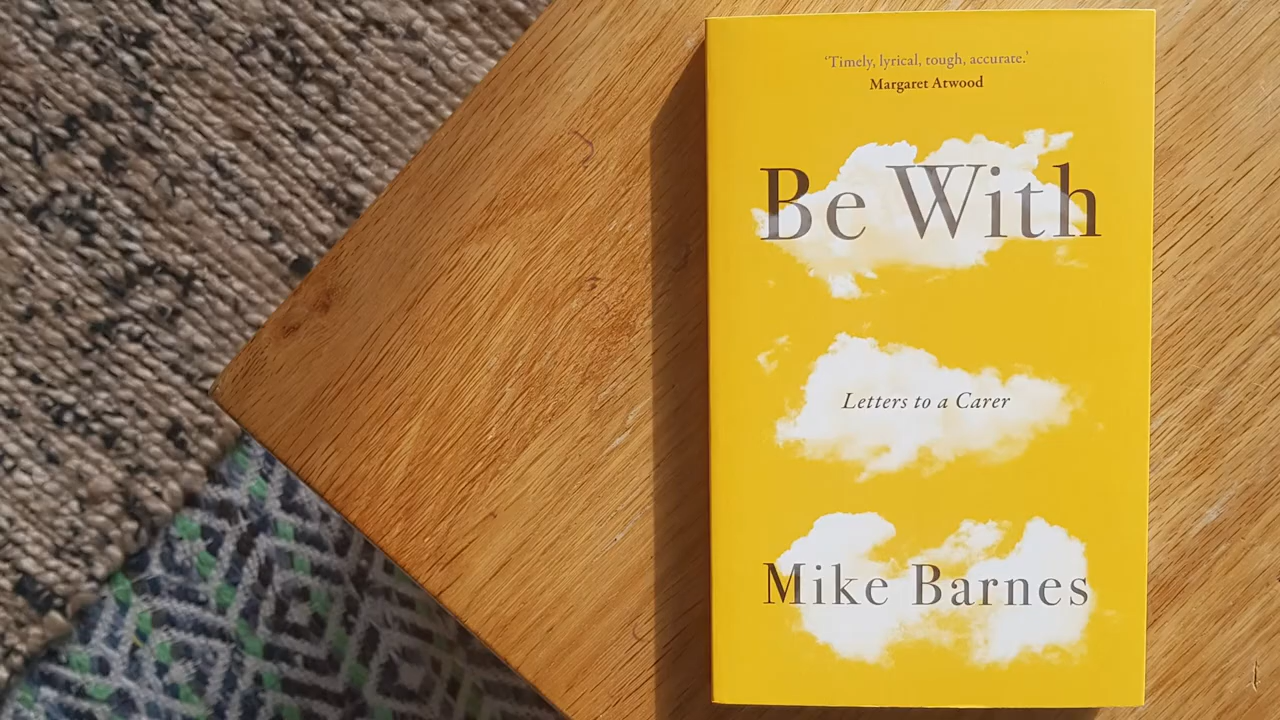 ‘Timely, lyrical, tough, accurate.’
Margaret Atwood
Be With
Letters to a Carer
Mike Barnes